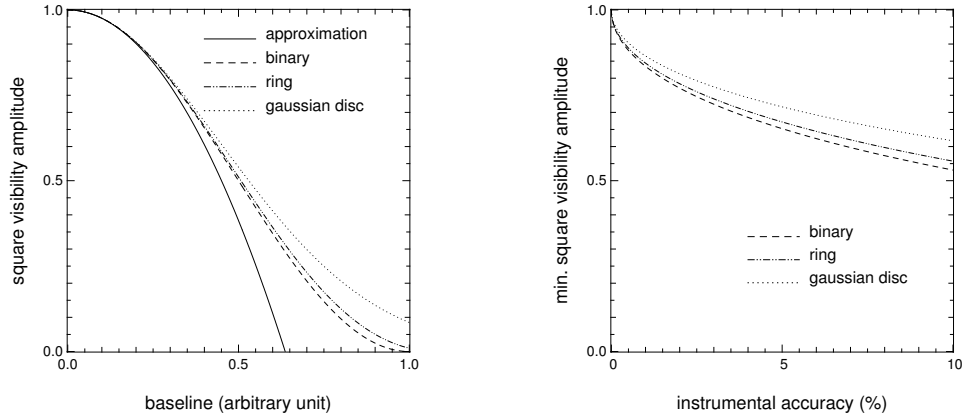 square visibility amplitude
1.0
0.5
0.0
approximation
binary
ring
gaussian disc
0.0
0.5
1.0
baseline (arbitrary unit)
min. square visibility amplitude
1.0
0.5
0.0
binary
ring
gaussian disc
0
5
10
instrumental accuracy (%)